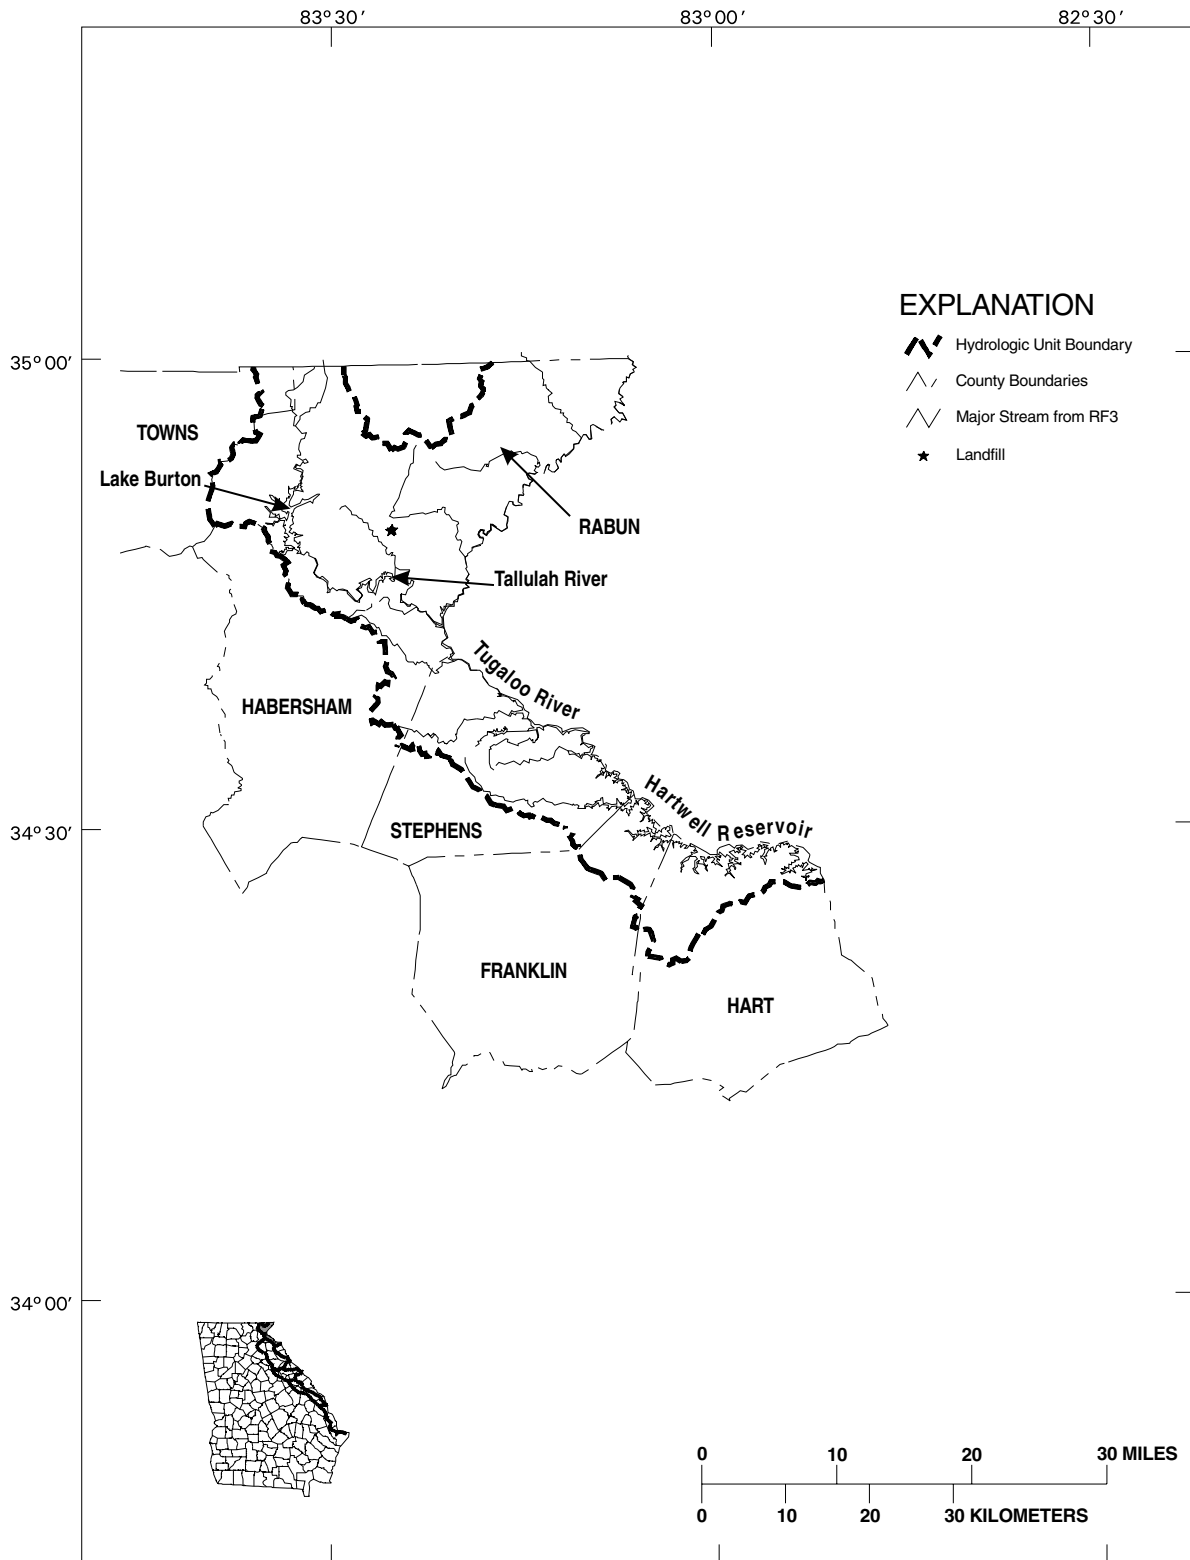 83° 30´ 83° 00´ 82° 30´
EXPLANATION
Hydrologic Unit Boundary
35° 00´
County Boundaries
Major Stream from RF3
TOWNS
Landfill
Lake Burton
RABUN
Tallulah River
Tugaloo River
HABERSHAM
Hartwell Reservoir
34° 30´
STEPHENS
FRANKLIN
HART
34° 00´
0 10 20 30 MILES
0 10 20 30 KILOMETERS